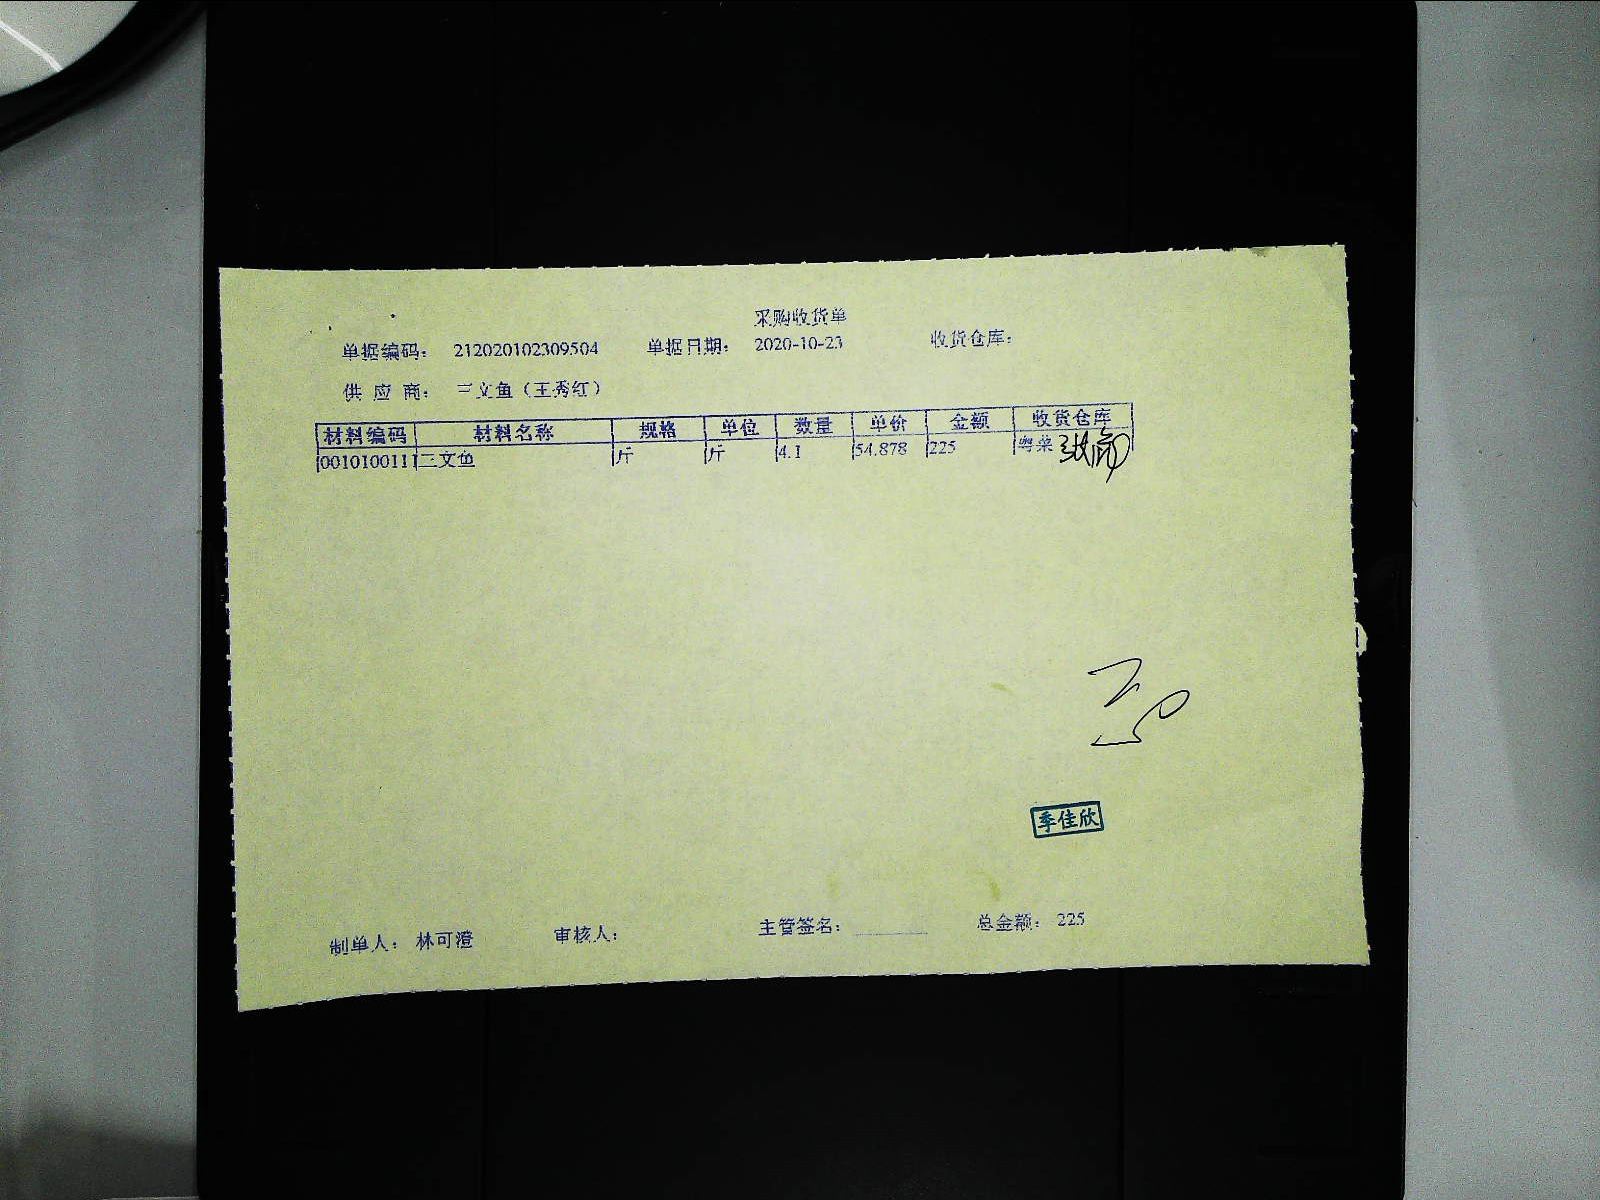 采购收货单
单据编码: 212020102309504 单据日期: 2020-10-23 收货仓库:
供应商: 三文鱼(王秀红)
材料编码 材料名称 规格 单位 数量 单价 金额 收货仓库
0010100111 三文鱼 斤 斤 4.1 54.878 225 粤菜
季佳欣
制单人: 林可澄 审核人: 主管签名: 总金额: 225